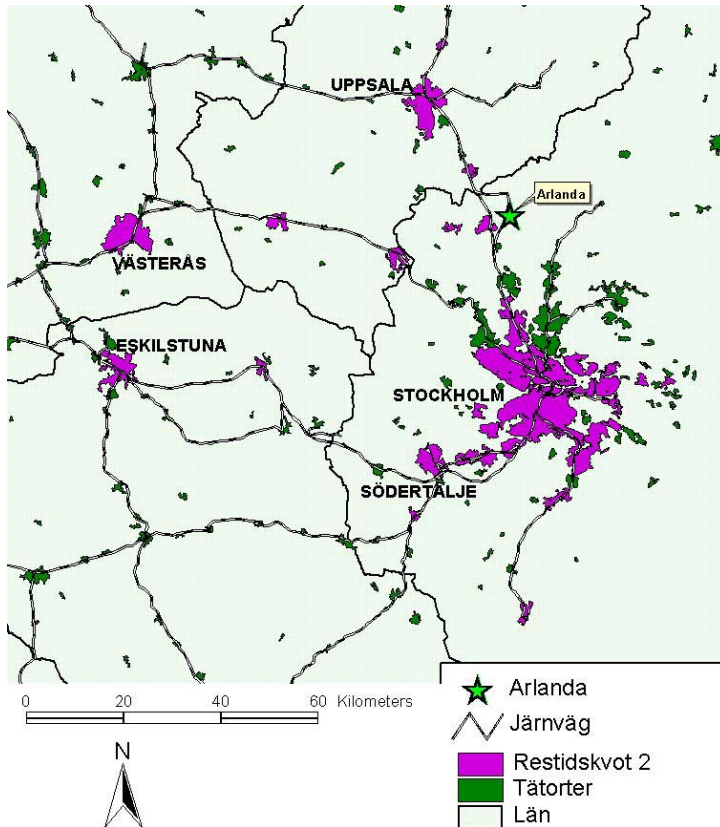 UPPSALA
Arlanda
VÄSTERÅS
ESKILSTUNA
STOCKHOLM
SÖDERTÄLJE
0 20 40 60 Kilometers
N
Arlanda
Järnväg
Restidskvot 2
Tätorter
Län